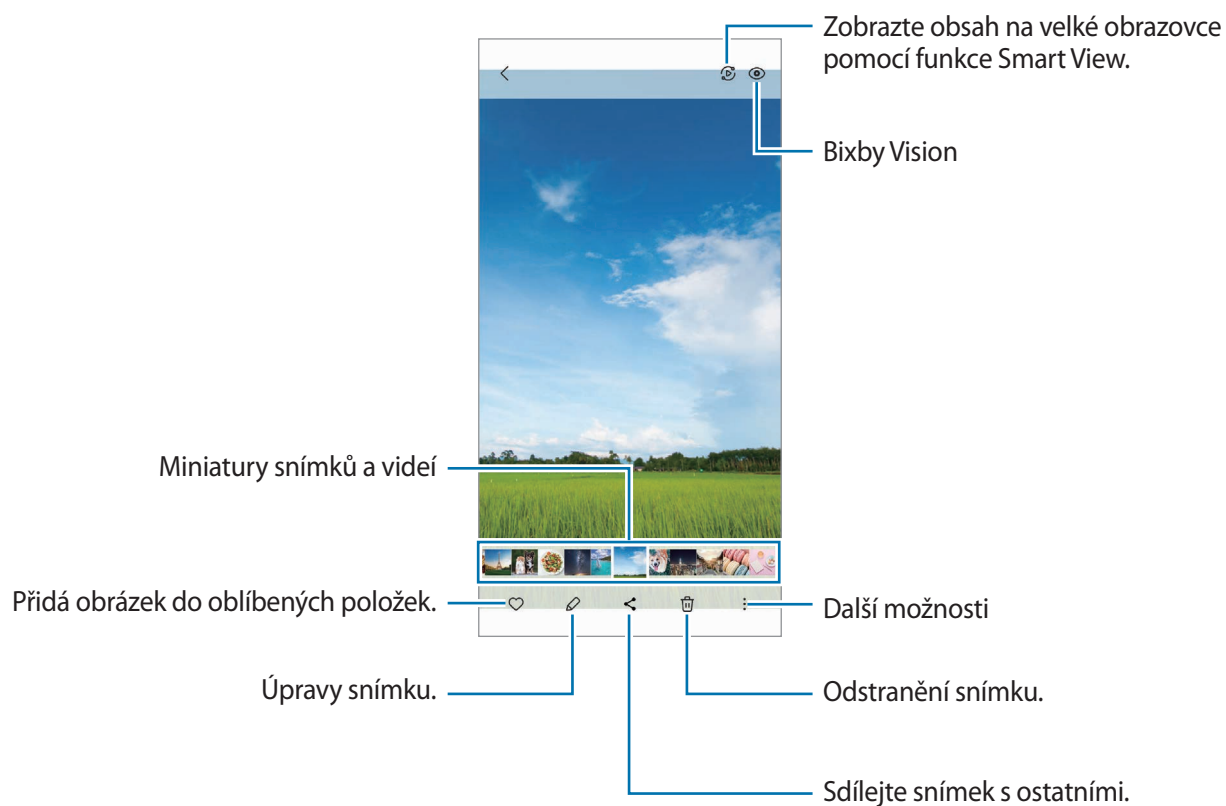 Zobrazte obsah na velké obrazovce
pomocí funkce Smart View.
Bixby Vision
Miniatury snímků a videí
Přidá obrázek do oblíbených položek.
Další možnosti
Úpravy snímku.
Odstranění snímku.
Sdílejte snímek s ostatními.